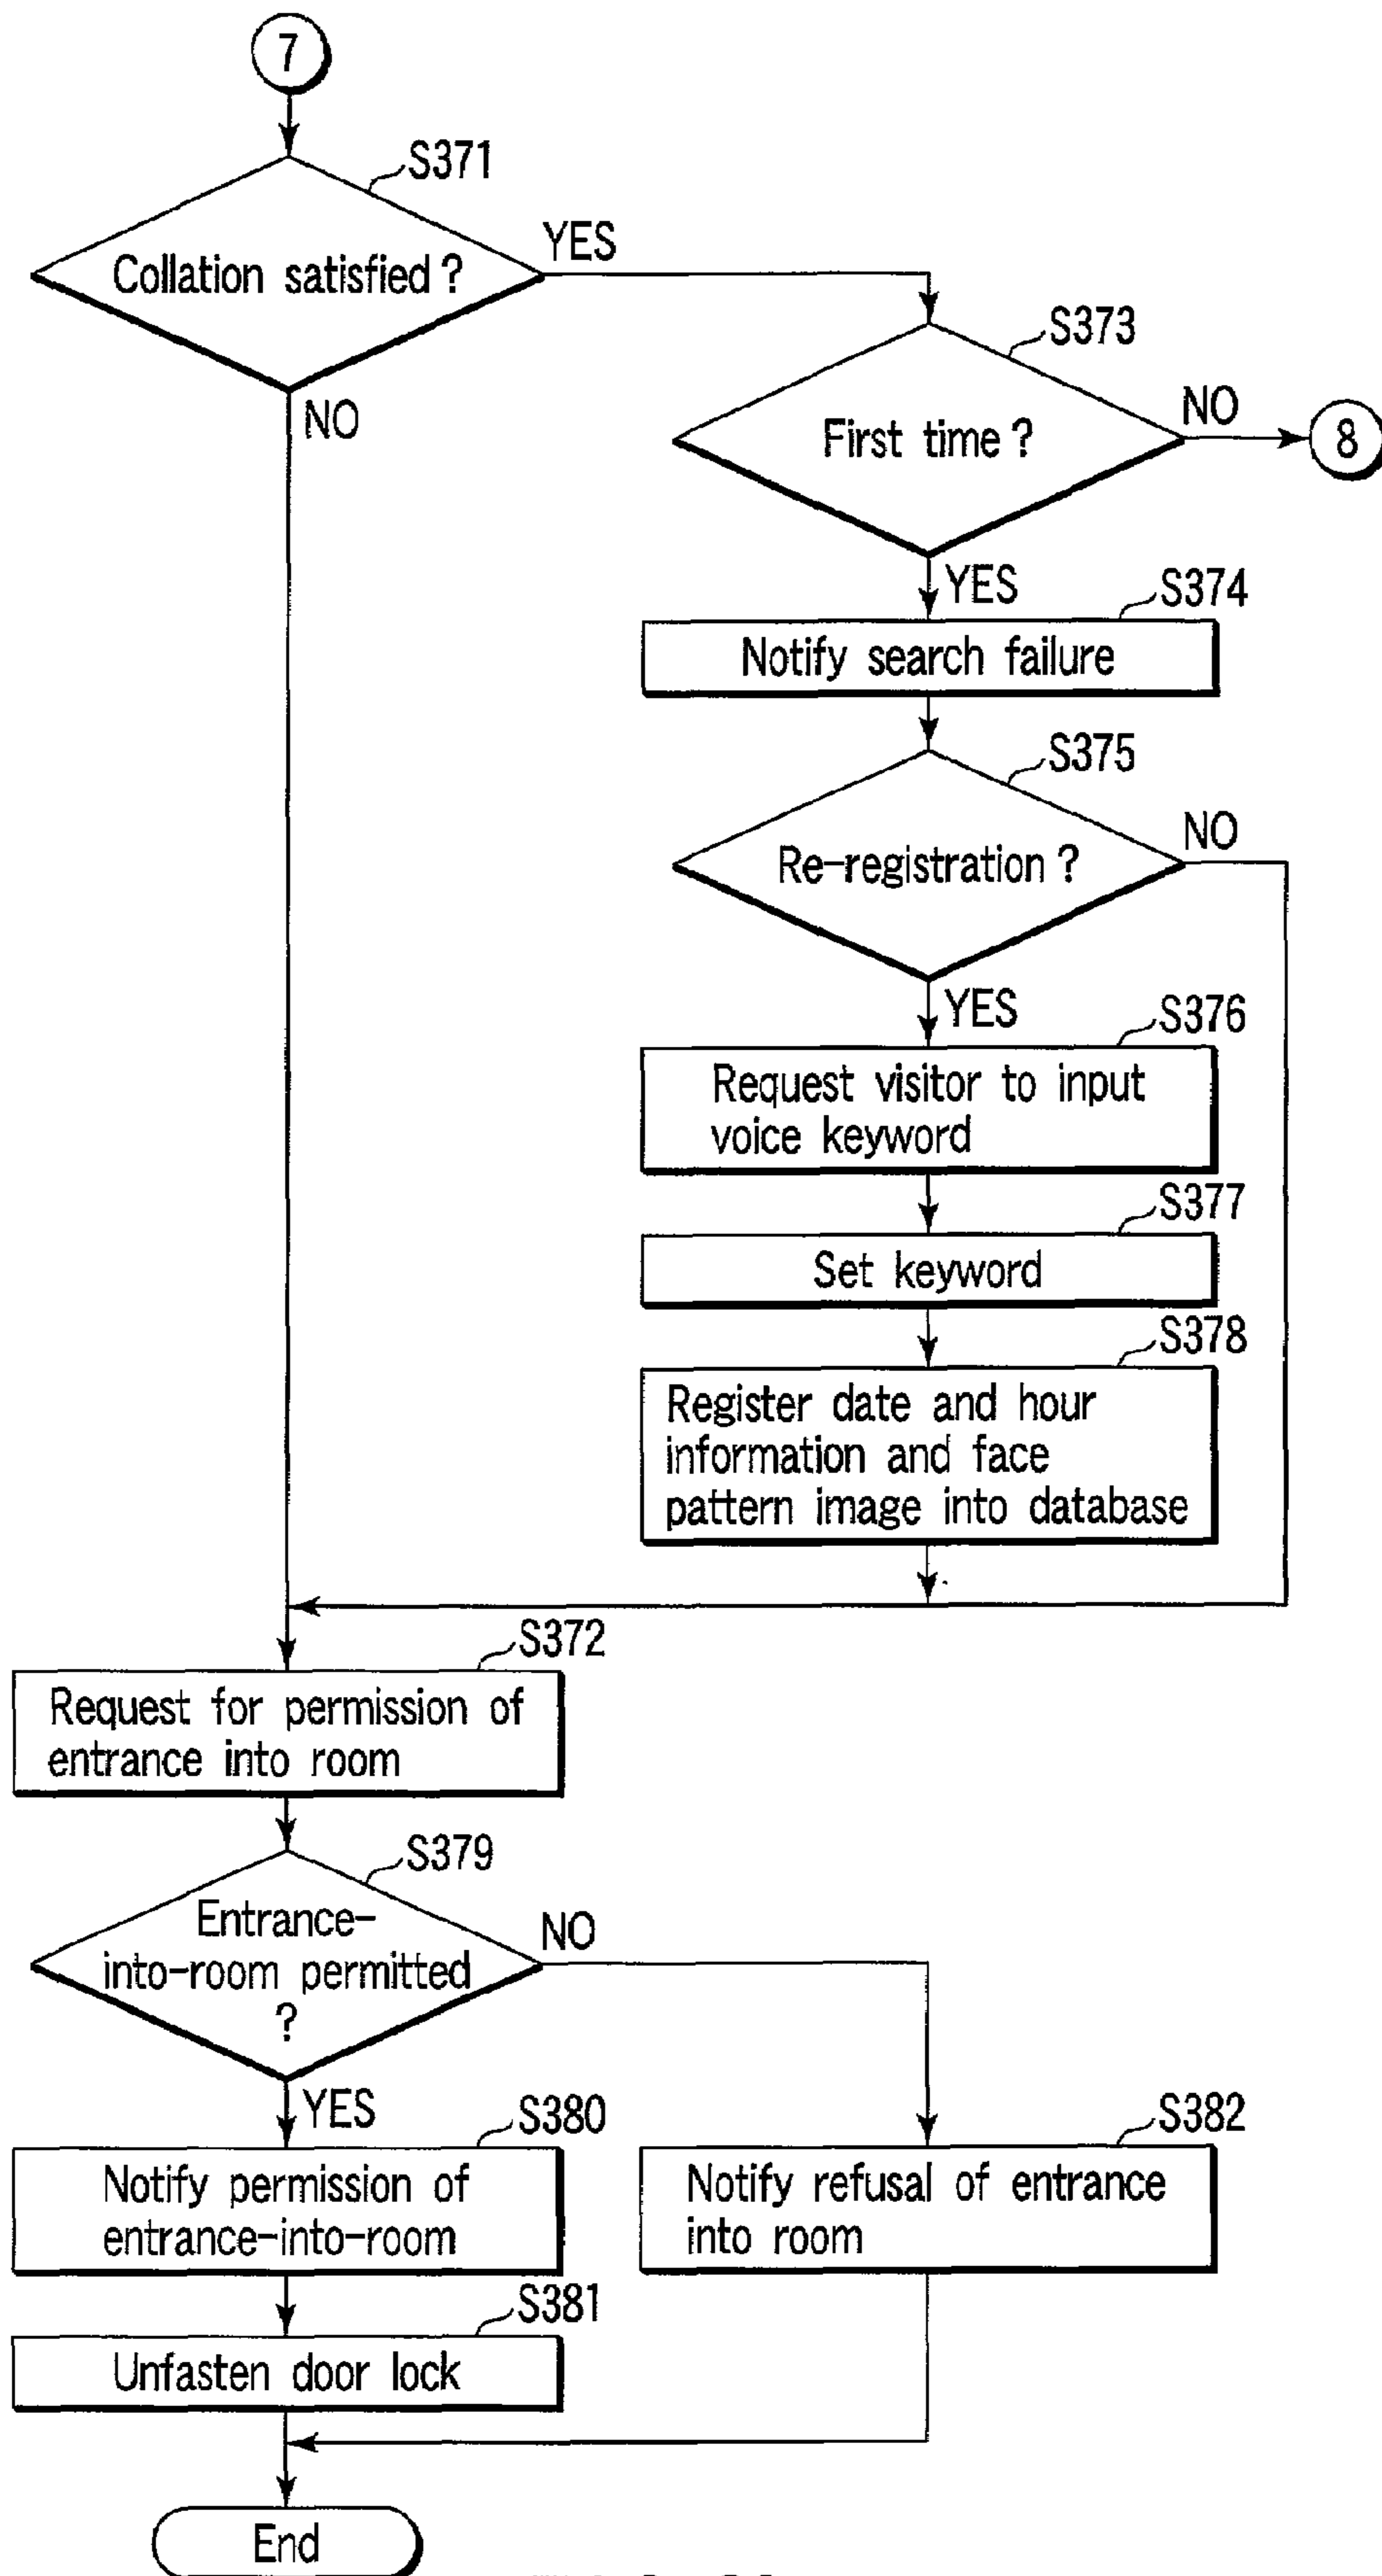 7
S371
Collation satisfied ?
YES
NO
S373
First time ?
NO
8
YES
S374
Notify search failure
S375
Re-registration ?
NO
YES
S376
Request visitor to input
voice keyword
S377
Set keyword
S378
Register date and hour
information and face
pattern image into database
S372
Request for permission of
entrance into room
S379
Entrance-
into-room permitted
?
NO
YES
S380
Notify permission of
entrance-into-room
S382
Notify refusal of entrance
into room
S381
Unfasten door lock
End